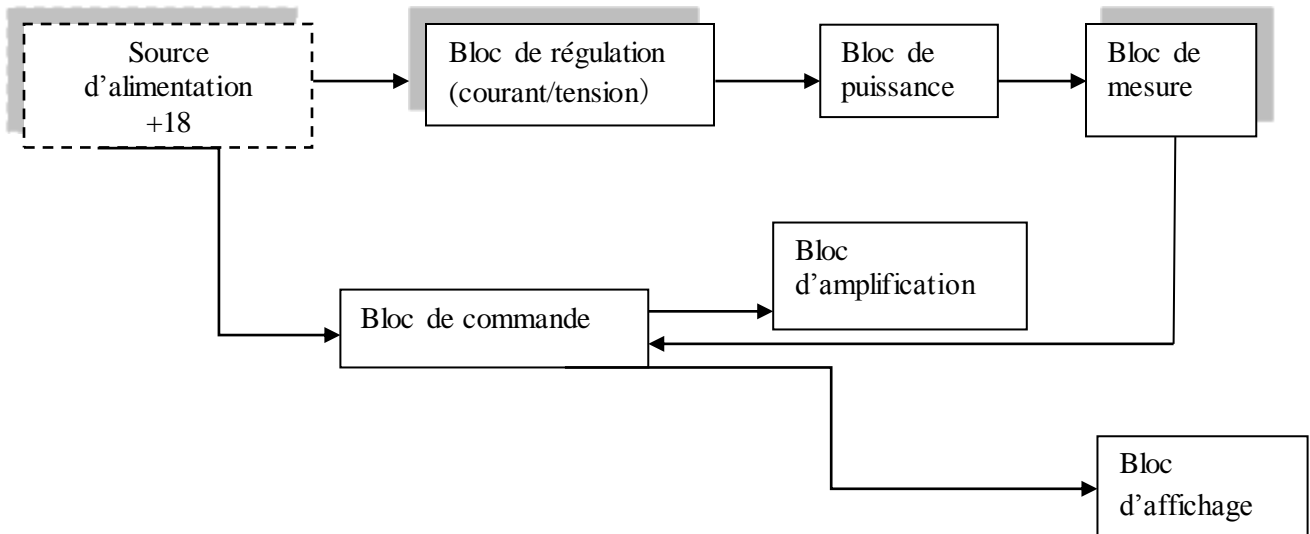 Source
d’alimentation
+18
Bloc de régulation
(courant/tension)
Bloc de
puissance
Bloc de
mesure
Bloc
d’amplification
Bloc de commande
Bloc
d’affichage